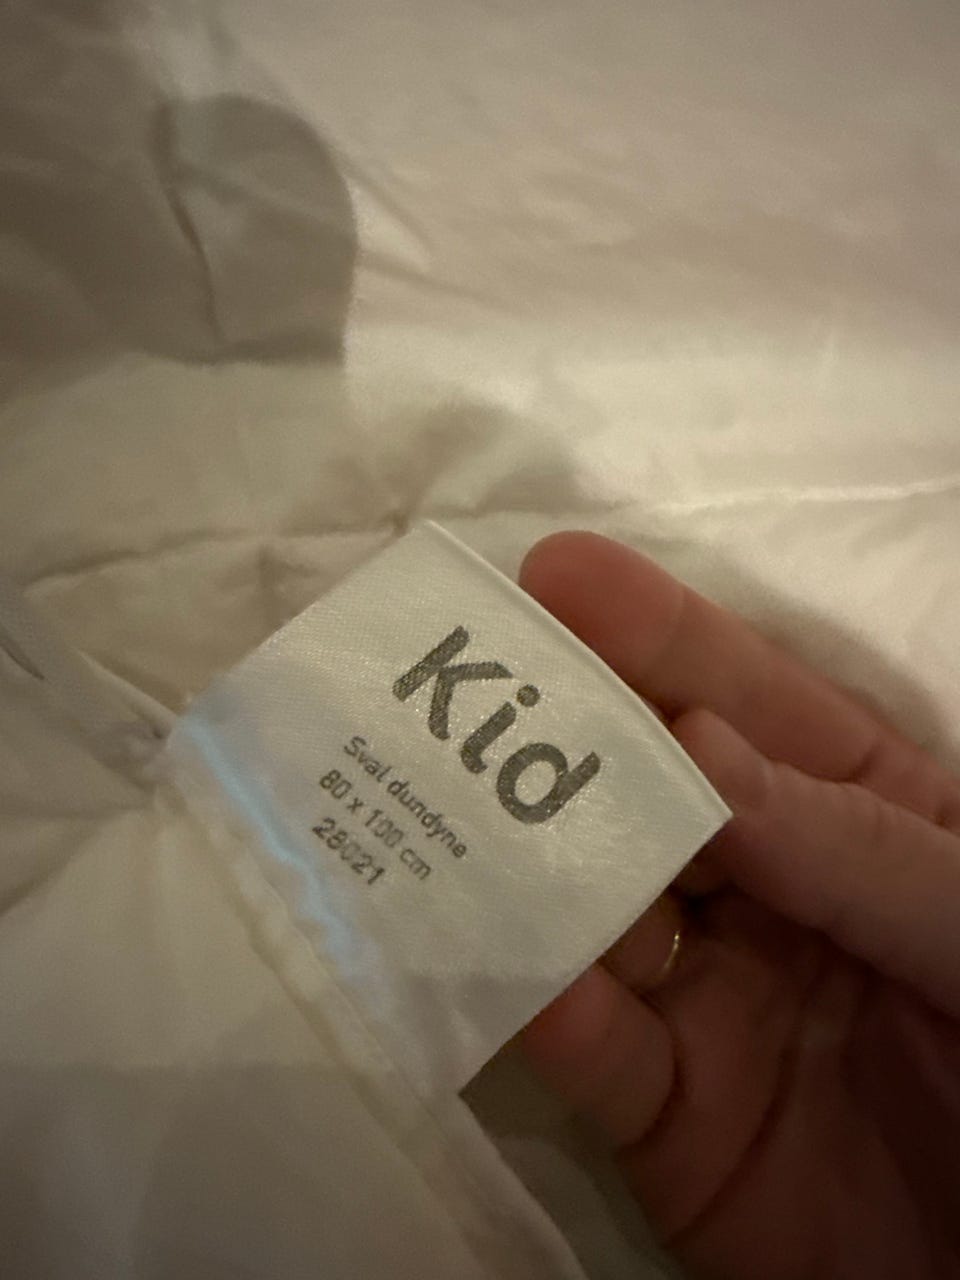 Kid
Sval dundyne
80 x 100 cm
28021